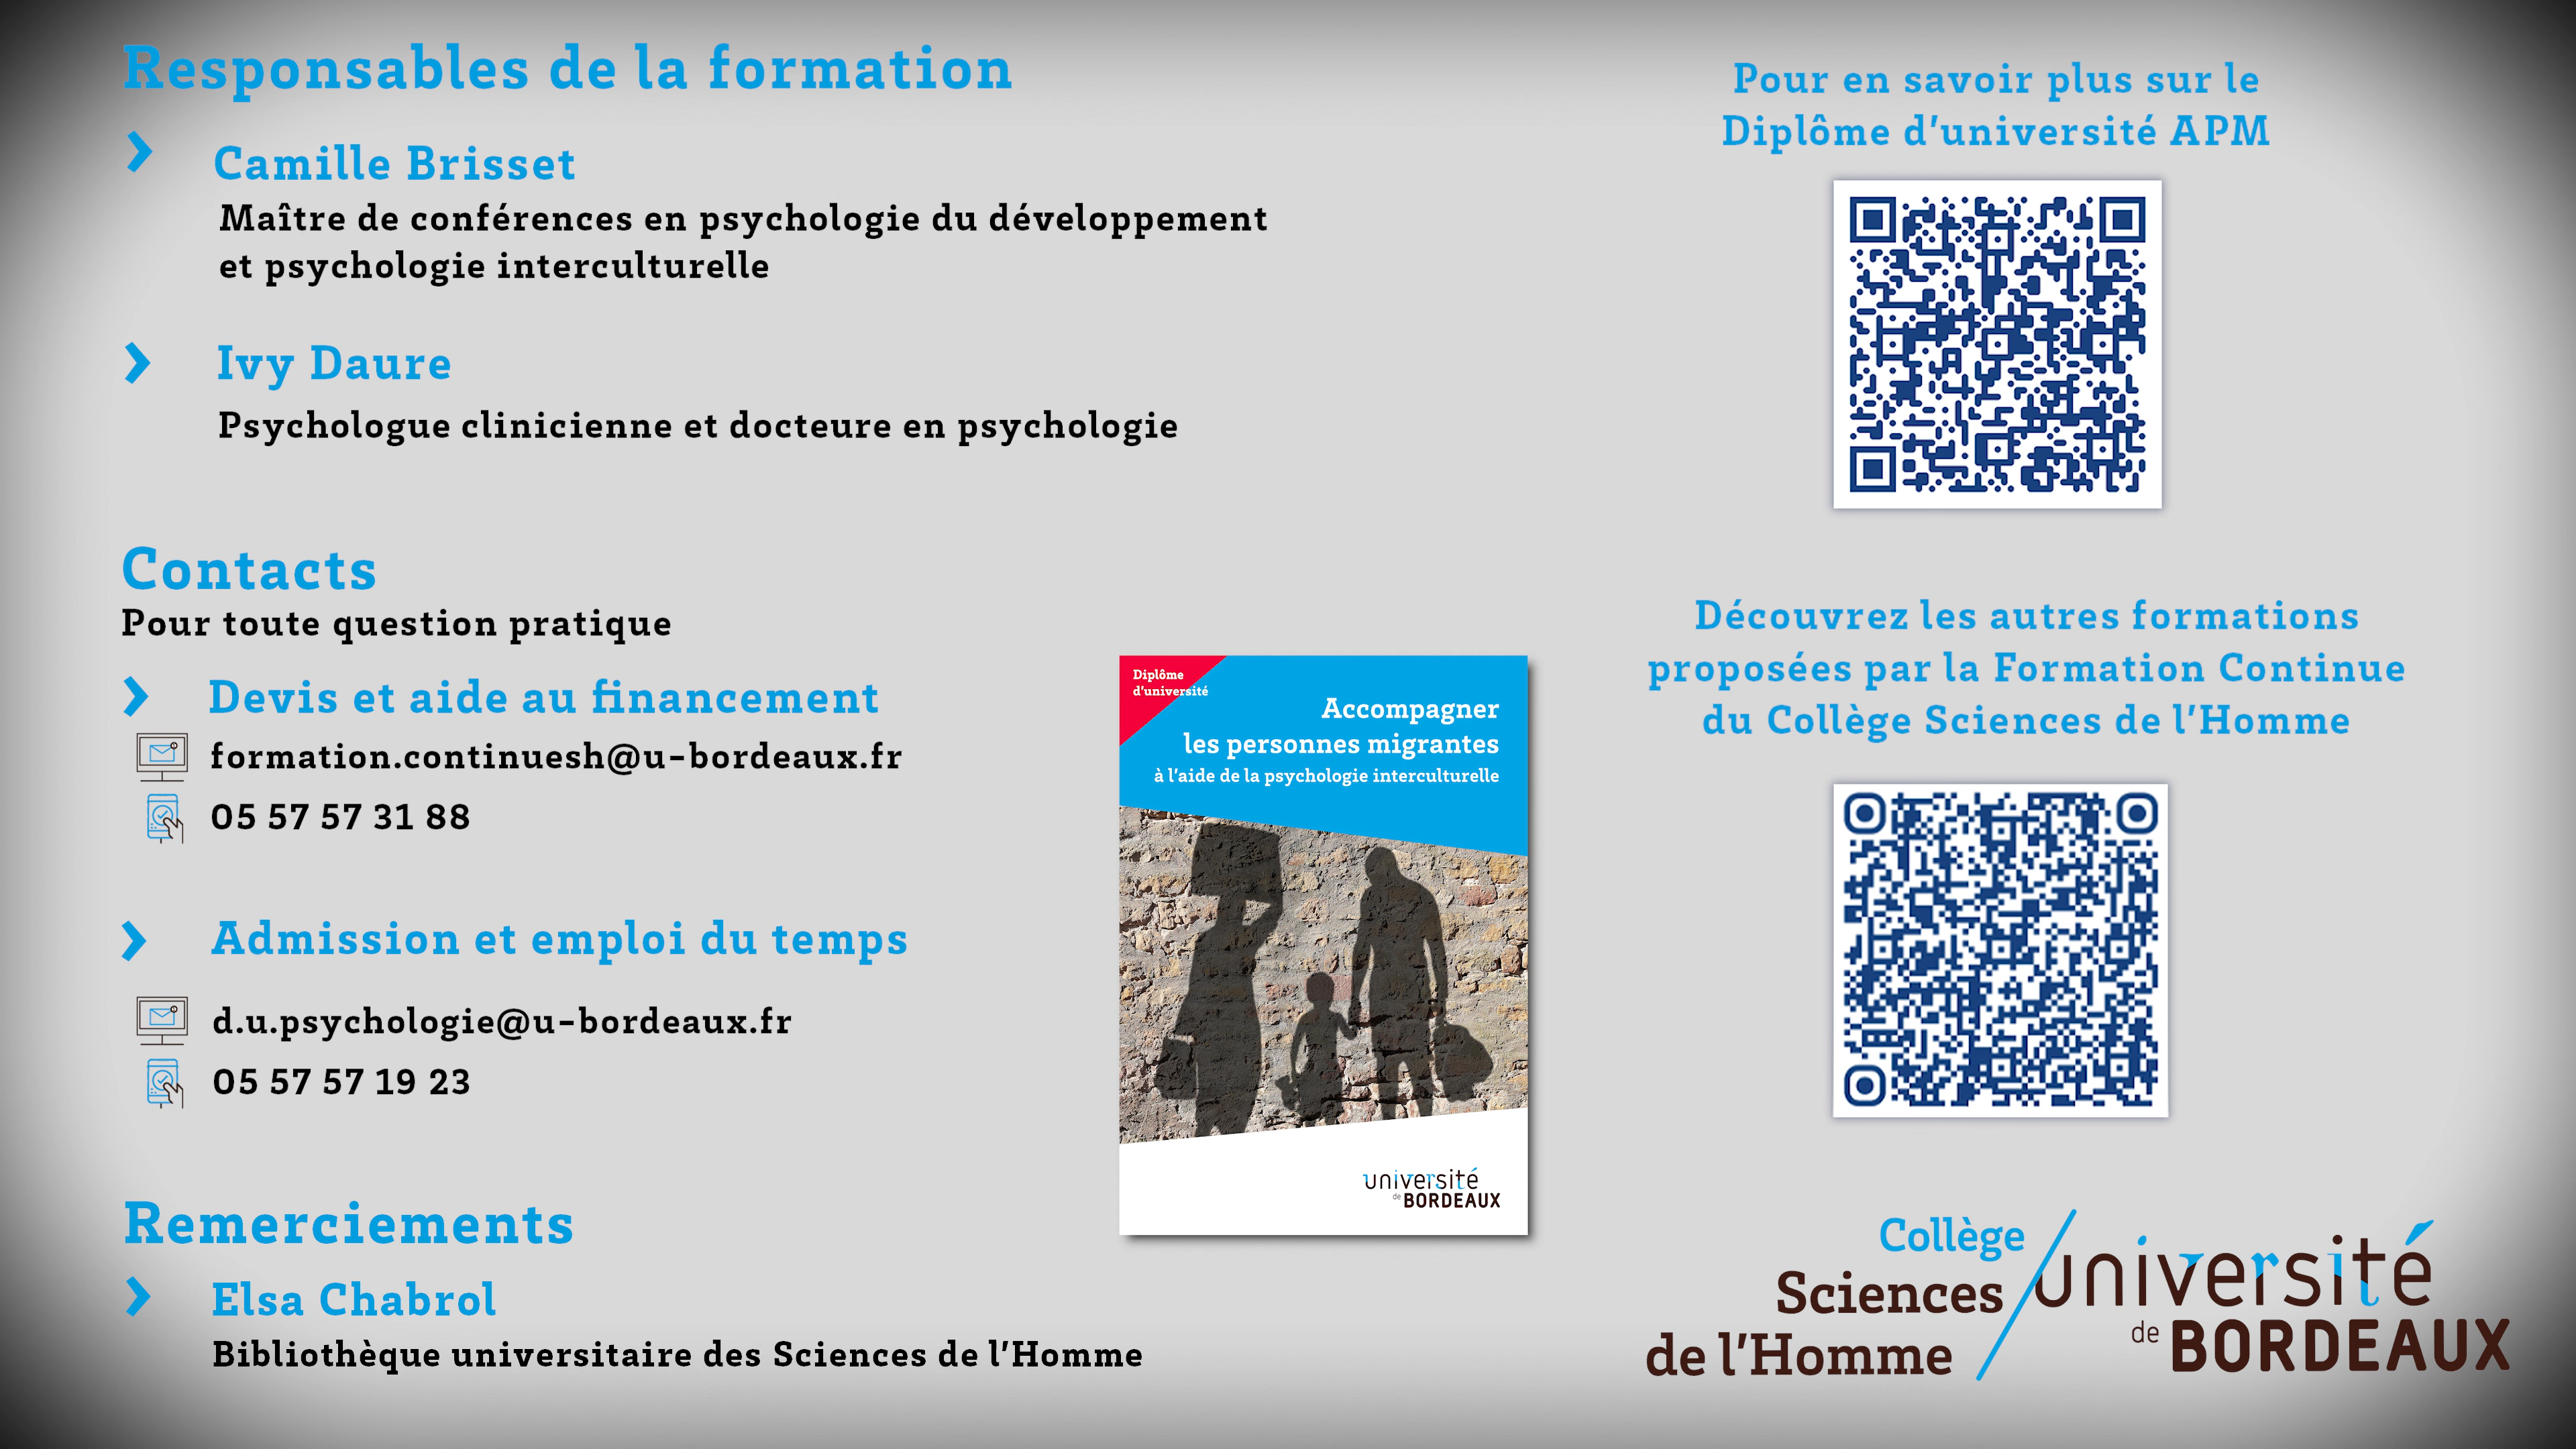 Responsables de la formation
Camille Brisset
Maître de conférences en psychologie du développement
et psychologie interculturelle
Ivy Daure
Psychologue clinicienne et docteure en psychologie
Contacts
Pour toute question pratique
Devis et aide au financement
formation.continuesh@u-bordeaux.fr
05 57 57 31 88
Admission et emploi du temps
d.u.psychologie@u-bordeaux.fr
05 57 57 19 23
Remerciements
Elsa Chabrol
Bibliothèque universitaire des Sciences de l'Homme
Diplôme
d'université
Accompagner
les personnes migrantes
à l'aide de la psychologie interculturelle
université
de BORDEAUX
Pour en savoir plus sur le
Diplôme d'université APM
Découvrez les autres formations
proposées par la Formation Continue
du Collège Sciences de l'Homme
Collège
Sciences
de l'Homme
université
de BORDEAUX